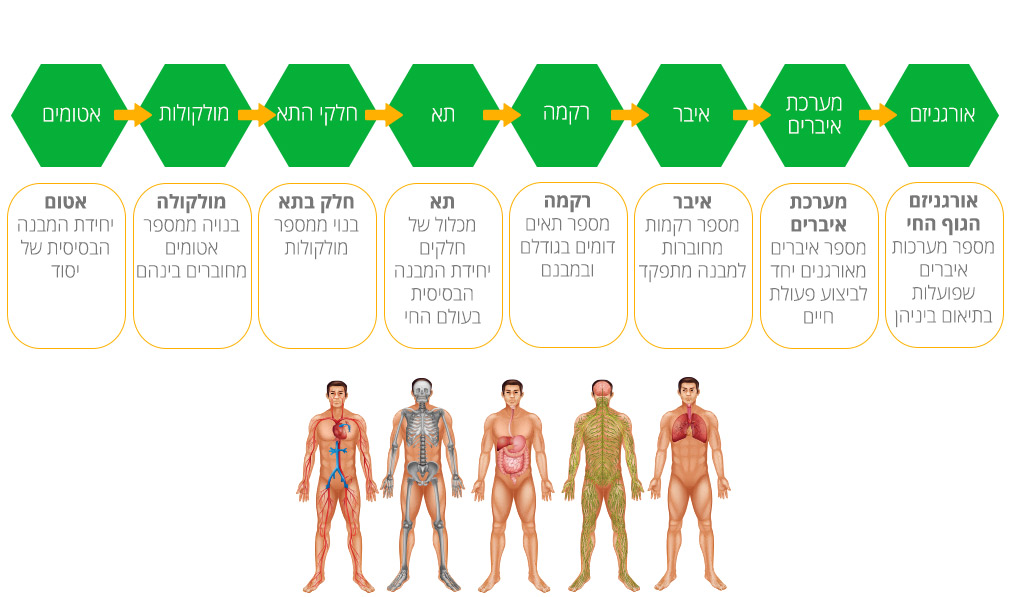 אטומים
מולקולות
חלקי התא
תא
רקמה
איבר
מערכת
איברים
אורגניזם
אטום
יחידת המבנה
הבסיסית של
יסוד
מולקולה
בנויה ממספר
אטומים
מחוברים בינהם
חלק בתא
בנוי ממספר
מולקולות
תא
מכלול של
חלקים
יחידת המבנה
הבסיסית
בעולם החי
רקמה
מספר תאים
דומים בגודלם
ובמבנם
איבר
מספר רקמות
מחוברות
למבנה מתפקד
מערכת
איברים
מספר איברים
מאורגנים יחד
לביצוע פעולת
חיים
אורגניזם
הגוף החי
מספר מערכות
איברים
שפועלות
בתיאום ביניהן